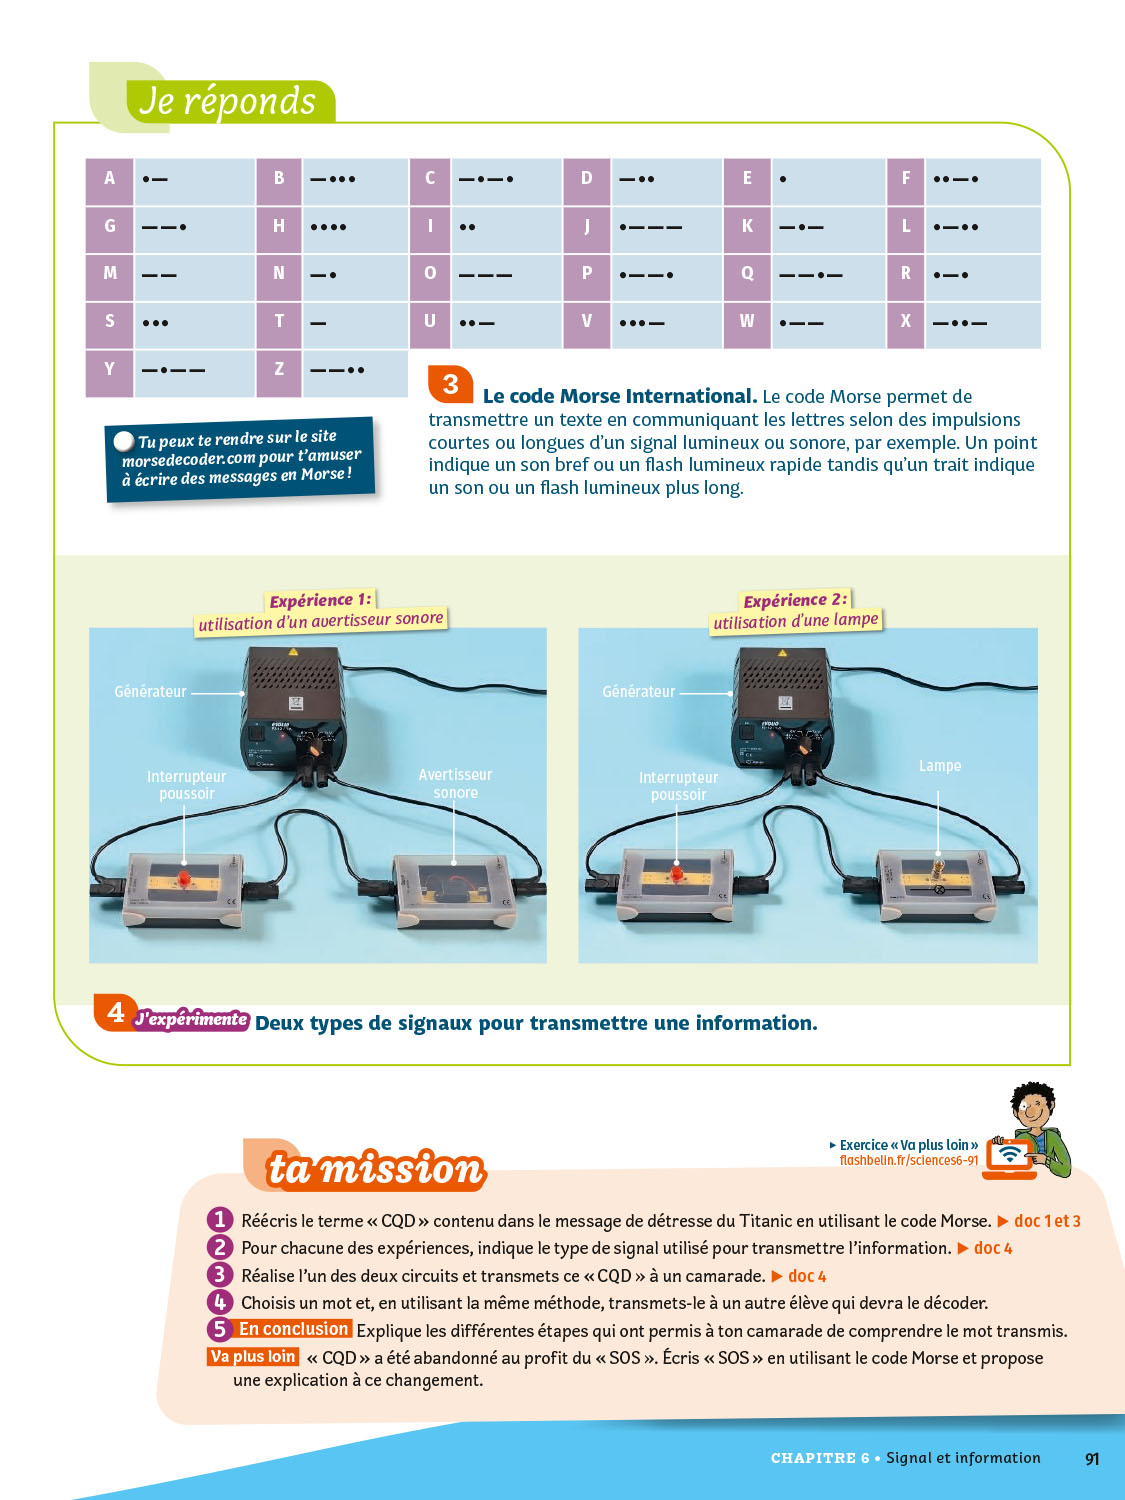 Je réponds
A •— B —••• C —•—• D —•• E • F ••—•
G ——• H •••• I •• J •——— K —•— L •—••
M —— N —• O ——— P •——• Q ——•— R •—•
S ••• T — U ••— V •••— W •—— X —••—
Y —•—— Z ——••
3 Le code Morse International. Le code Morse permet de
transmettre un texte en communiquant les lettres selon des impulsions
courtes ou longues d’un signal lumineux ou sonore, par exemple. Un point
indique un son bref ou un flash lumineux rapide tandis qu’un trait indique
un son ou un flash lumineux plus long.
Tu peux te rendre sur le site
morsedecoder.com pour t’amuser
à écrire des messages en Morse !
Expérience 1 :
utilisation d’un avertisseur sonore
Générateur
Interrupteur
poussoir
Avertisseur
sonore
Expérience 2 :
utilisation d’une lampe
Générateur
Interrupteur
poussoir
Lampe
4 J’expérimente Deux types de signaux pour transmettre une information.
ta mission
▸ Exercice « Va plus loin »
flashbelin.fr/sciences6-91
1 Réécris le terme « CQD » contenu dans le message de détresse du Titanic en utilisant le code Morse. ▶ doc 1 et 3
2 Pour chacune des expériences, indique le type de signal utilisé pour transmettre l’information. ▶ doc 4
3 Réalise l’un des deux circuits et transmets ce « CQD » à un camarade. ▶ doc 4
4 Choisis un mot et, en utilisant la même méthode, transmets-le à un autre élève qui devra le décoder.
5 En conclusion Explique les différentes étapes qui ont permis à ton camarade de comprendre le mot transmis.
Va plus loin « CQD » a été abandonné au profit du « SOS ». Écris « SOS » en utilisant le code Morse et propose
une explication à ce changement.
CHAPITRE 6 • Signal et information 91